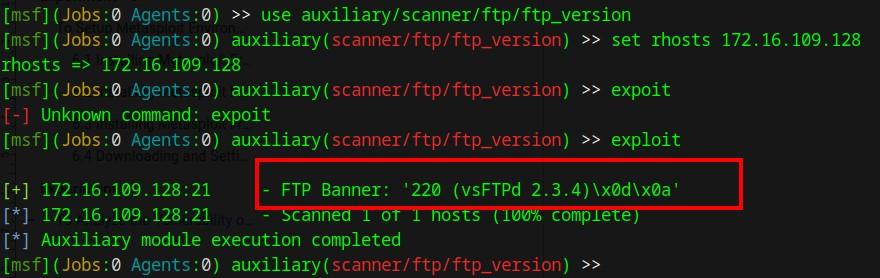 [msf](Jobs:0 Agents:0) >> use auxiliary/scanner/ftp/ftp_version
[msf](Jobs:0 Agents:0) auxiliary(scanner/ftp/ftp_version) >> set rhosts 172.16.109.128
rhosts => 172.16.109.128
[msf](Jobs:0 Agents:0) auxiliary(scanner/ftp/ftp_version) >> expoit
[-] Unknown command: expoit
[msf](Jobs:0 Agents:0) auxiliary(scanner/ftp/ftp_version) >> exploit
6.4 Downloading and Setti...
[+] 172.16.109.128:21 - FTP Banner: '220 (vsFTPd 2.3.4)\x0d\x0a'
[*] 172.16.109.128:21 - Scanned 1 of 1 hosts (100% complete)
[*] Auxiliary module execution completed
[msf](Jobs:0 Agents:0) auxiliary(scanner/ftp/ftp_version) >>